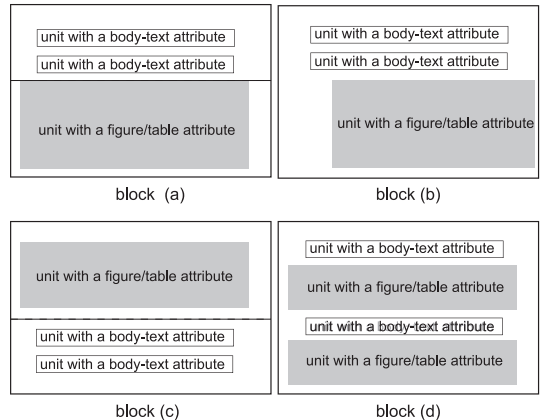 unit with a body-text attribute
unit with a body-text attribute
unit with a figure/table attribute
block (a)
unit with a body-text attribute
unit with a body-text attribute
unit with a figure/table attribute
block (b)
unit with a figure/table attribute
unit with a body-text attribute
unit with a body-text attribute
block (c)
unit with a body-text attribute
unit with a figure/table attribute
unit with a body-text attribute
unit with a figure/table attribute
block (d)